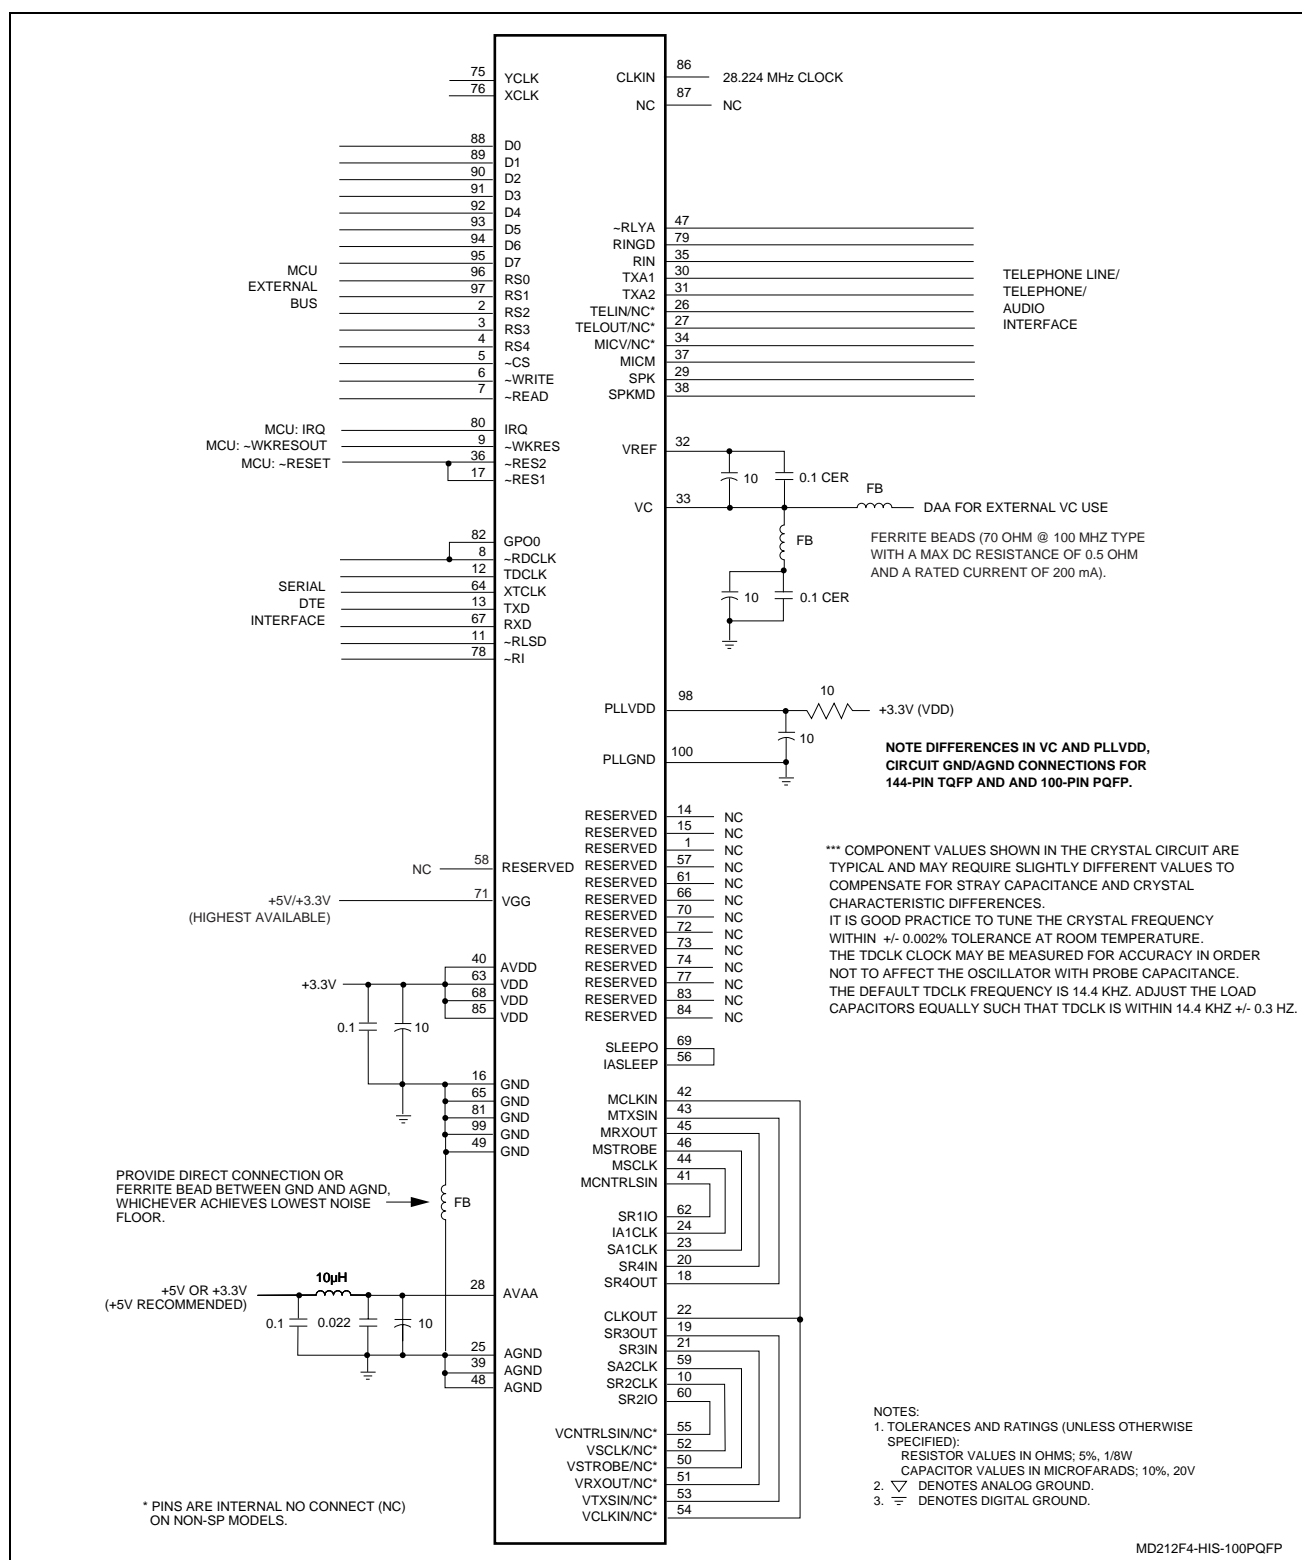 75 YCLK
76 XCLK
88 D0
89 D1
90 D2
91 D3
92 D4
93 D5
94 D6
95 D7
96 RS0
97 RS1
2 RS2
3 RS3
4 RS4
5 ~CS
6 ~WRITE
7 ~READ
MCU
EXTERNAL
BUS
MCU: IRQ 80 IRQ
MCU: ~WKRESOUT 9 ~WKRES
MCU: ~RESET 36 ~RES2
17 ~RES1
82 GPO0
8 ~RDCLK
12 TDCLK
64 XTCLK
13 TXD
67 RXD
11 ~RLSD
78 ~RI
SERIAL
DTE
INTERFACE
NC 58 RESERVED
+5V/+3.3V 71 VGG
(HIGHEST AVAILABLE)
40 AVDD
+3.3V 63 VDD
68 VDD
85 VDD
0.1 10
16 GND
65 GND
81 GND
99 GND
49 GND
PROVIDE DIRECT CONNECTION OR
FERRITE BEAD BETWEEN GND AND AGND,
WHICHEVER ACHIEVES LOWEST NOISE
FLOOR.
FB
10µH
+5V OR +3.3V 28 AVAA
(+5V RECOMMENDED)
0.1 0.022 10
25 AGND
39 AGND
48 AGND
* PINS ARE INTERNAL NO CONNECT (NC)
ON NON-SP MODELS.
CLKIN 86 28.224 MHz CLOCK
NC 87 NC
~RLYA 47
RINGD 79
RIN 35
TXA1 30
TXA2 31
TELIN/NC* 26
TELOUT/NC* 27
MICV/NC* 34
MICM 37
SPK 29
SPKMD 38
TELEPHONE LINE/
TELEPHONE/
AUDIO
INTERFACE
VREF 32
10 0.1 CER
VC 33
FB
DAA FOR EXTERNAL VC USE
FB
10 0.1 CER
FERRITE BEADS (70 OHM @ 100 MHZ TYPE
WITH A MAX DC RESISTANCE OF 0.5 OHM
AND A RATED CURRENT OF 200 mA).
PLLVDD 98
10
+3.3V (VDD)
10
PLLGND 100
NOTE DIFFERENCES IN VC AND PLLVDD,
CIRCUIT GND/AGND CONNECTIONS FOR
144-PIN TQFP AND AND 100-PIN PQFP.
RESERVED 14 NC
RESERVED 15 NC
RESERVED 1 NC
RESERVED 57 NC
RESERVED 61 NC
RESERVED 66 NC
RESERVED 70 NC
RESERVED 72 NC
RESERVED 73 NC
RESERVED 74 NC
RESERVED 77 NC
RESERVED 83 NC
RESERVED 84 NC
*** COMPONENT VALUES SHOWN IN THE CRYSTAL CIRCUIT ARE
TYPICAL AND MAY REQUIRE SLIGHTLY DIFFERENT VALUES TO
COMPENSATE FOR STRAY CAPACITANCE AND CRYSTAL
CHARACTERISTIC DIFFERENCES.
IT IS GOOD PRACTICE TO TUNE THE CRYSTAL FREQUENCY
WITHIN +/- 0.002% TOLERANCE AT ROOM TEMPERATURE.
THE TDCLK CLOCK MAY BE MEASURED FOR ACCURACY IN ORDER
NOT TO AFFECT THE OSCILLATOR WITH PROBE CAPACITANCE.
THE DEFAULT TDCLK FREQUENCY IS 14.4 KHZ. ADJUST THE LOAD
CAPACITORS EQUALLY SUCH THAT TDCLK IS WITHIN 14.4 KHZ +/- 0.3 HZ.
SLEEPO 69
IASLEEP 56
MCLKIN 42
MTXSIN 43
MRXOUT 45
MSTROBE 46
MSCLK 44
MCNTRLSIN 41
SR1IO 62
IA1CLK 24
SA1CLK 23
SR4IN 20
SR4OUT 18
CLKOUT 22
SR3OUT 19
SR3IN 21
SA2CLK 59
SR2CLK 10
SR2IO 60
VCNTRLSIN/NC* 55
VSCLK/NC* 52
VSTROBE/NC* 50
VRXOUT/NC* 51
VTXSIN/NC* 53
VCLKIN/NC* 54
NOTES:
1. TOLERANCES AND RATINGS (UNLESS OTHERWISE
SPECIFIED):
RESISTOR VALUES IN OHMS; 5%, 1/8W
CAPACITOR VALUES IN MICROFARADS; 10%, 20V
2. DENOTES ANALOG GROUND.
3. DENOTES DIGITAL GROUND.
MD212F4-HIS-100PQFP